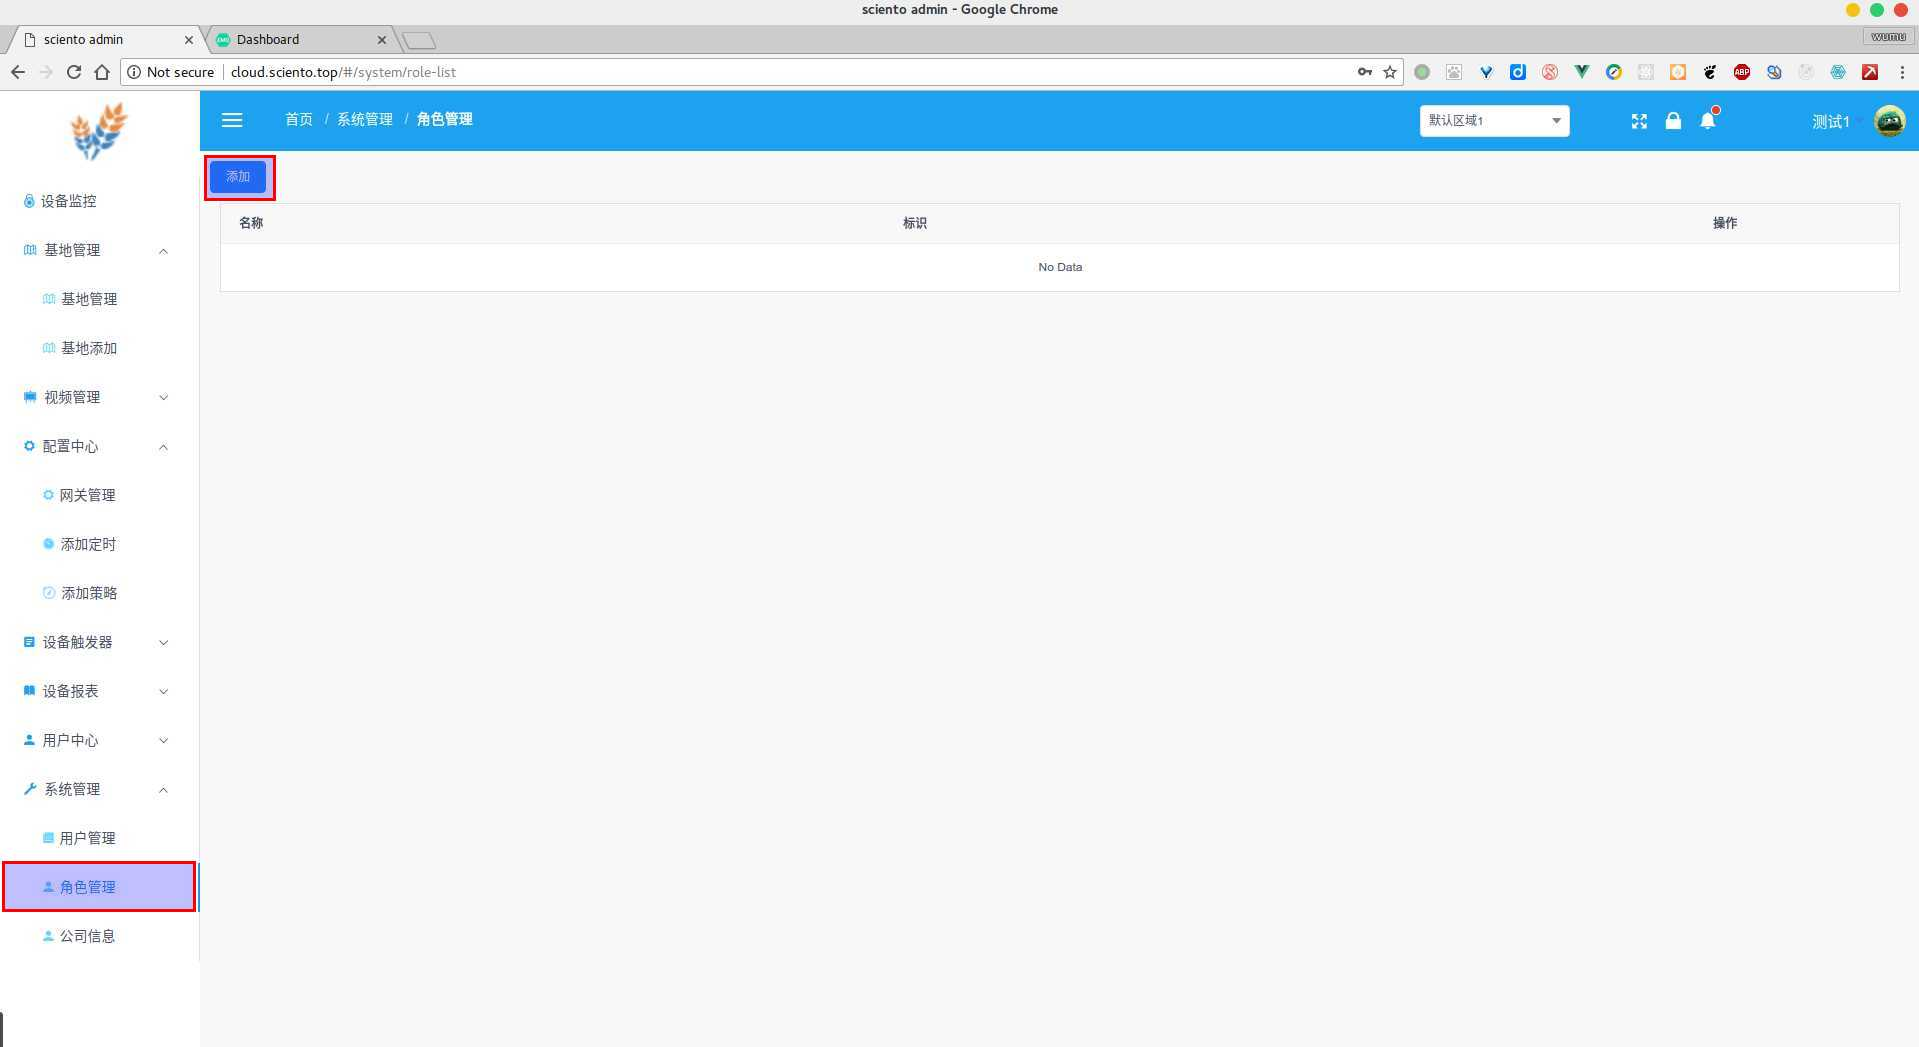 sciento admin - Google Chrome
sciento admin
Dashboard
wumu
Not secure
cloud.sciento.top/#/system/role-list
ABP
首页 / 系统管理 / 角色管理
默认区域1
测试1
添加
名称 标识 操作
No Data
设备监控
基地管理
基地管理
基地添加
视频管理
配置中心
网关管理
添加定时
添加策略
设备触发器
设备报表
用户中心
系统管理
用户管理
角色管理
公司信息